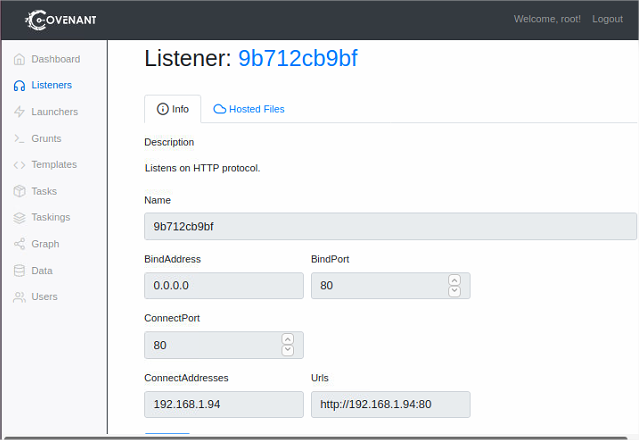 COVENANT
Welcome, root! Logout
Dashboard
Listeners
Launchers
Grunts
Templates
Tasks
Taskings
Graph
Data
Users
Listener: 9b712cb9bf
Info Hosted Files
Description
Listens on HTTP protocol.
Name
9b712cb9bf
BindAddress BindPort
0.0.0.0 80
ConnectPort
80
ConnectAddresses Urls
192.168.1.94 http://192.168.1.94:80